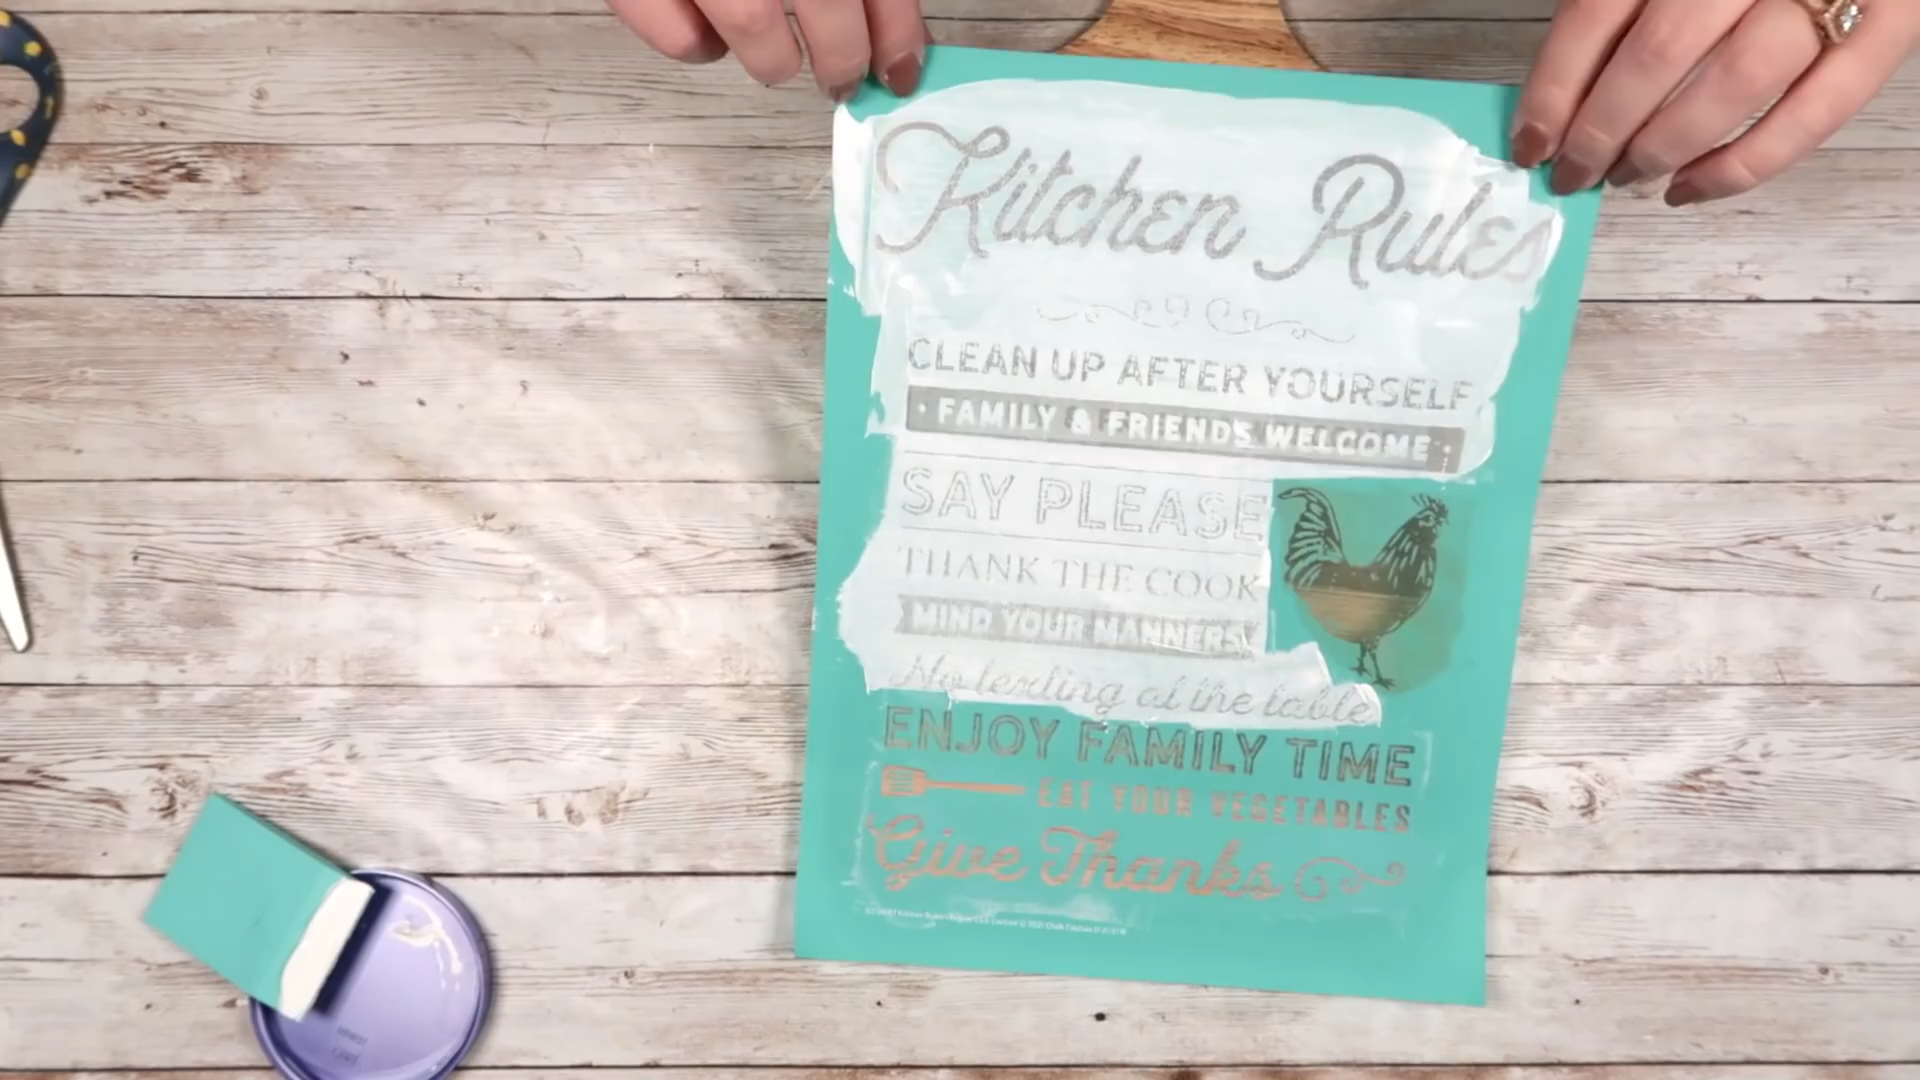 Kitchen Rules
CLEAN UP AFTER YOURSELF
• FAMILY & FRIENDS WELCOME •
SAY PLEASE
THANK THE COOK
MIND YOUR MANNERS
No texting at the table
ENJOY FAMILY TIME
EAT YOUR VEGETABLES
Give Thanks